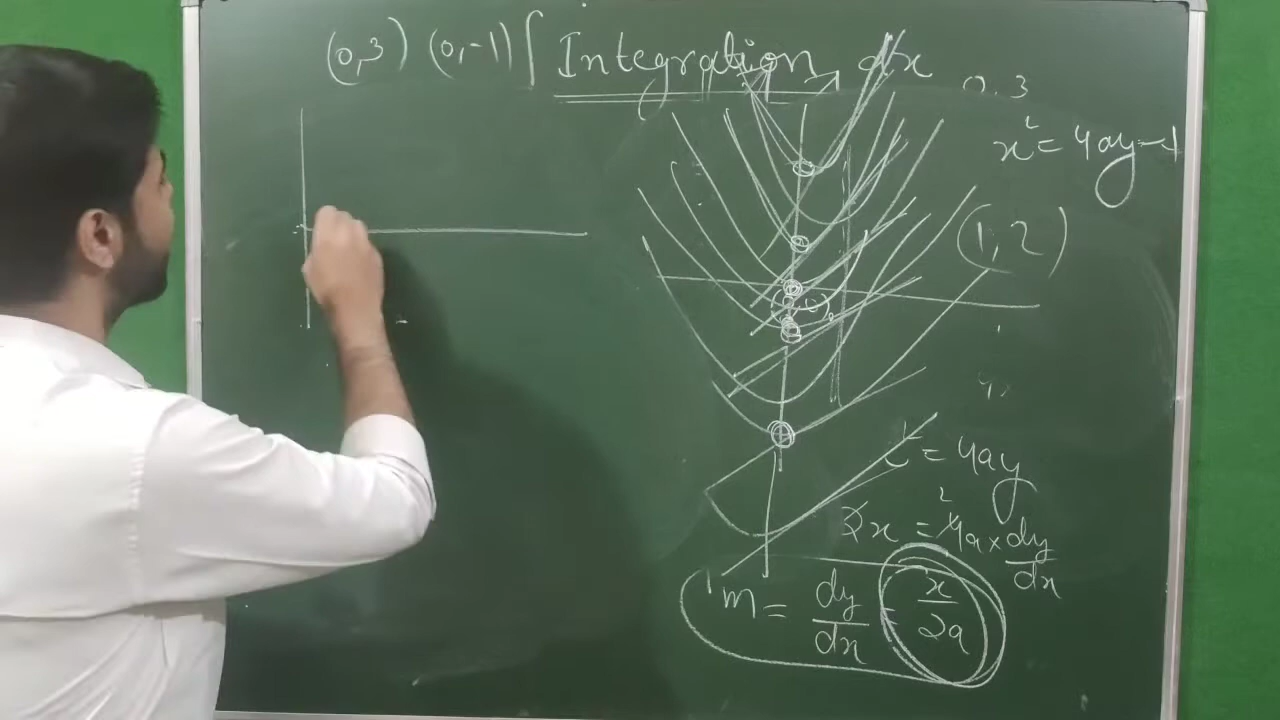 (0,3) (0,-1) ∫ Integration dx
0.3
x² = 4ay-1
(1,2)
= 4ay
2x = 4a × dy/dx
m = dy/dx = x/2a